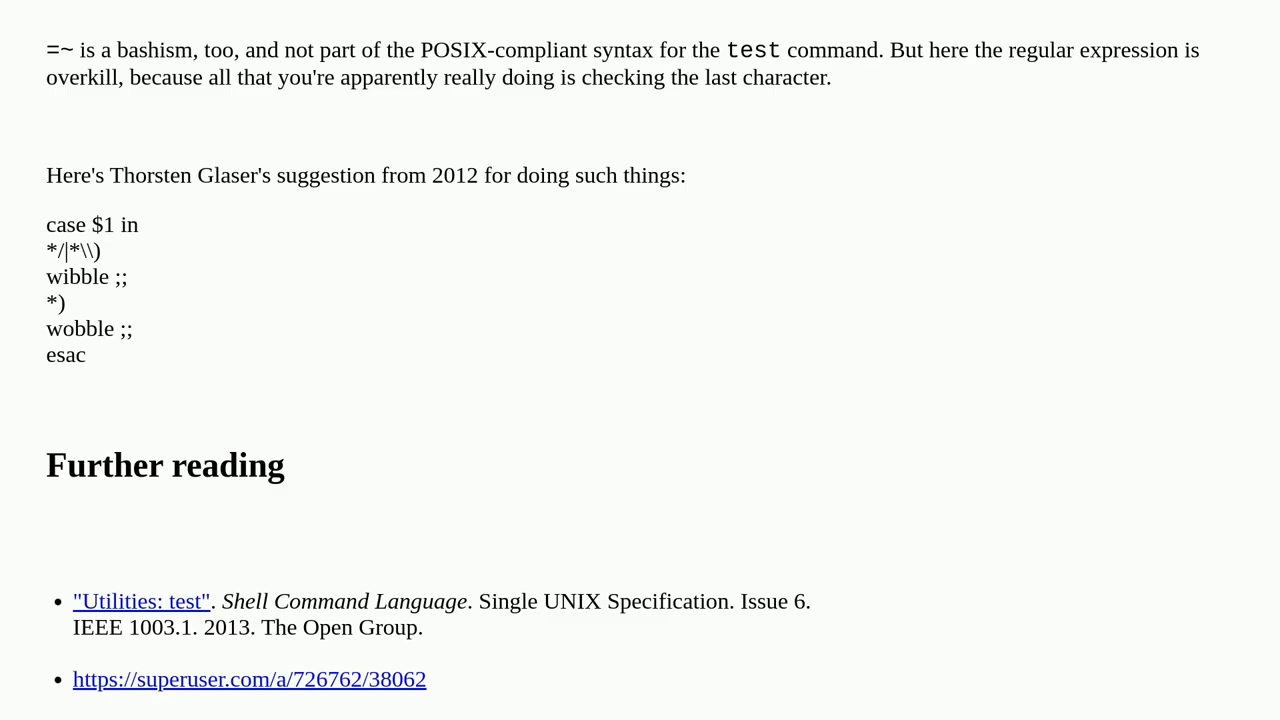 =~ is a bashism, too, and not part of the POSIX-compliant syntax for the test command. But here the regular expression is
overkill, because all that you're apparently really doing is checking the last character.
Here's Thorsten Glaser's suggestion from 2012 for doing such things:
case $1 in
*/|*\\)
wibble ;;
*)
wobble ;;
esac
Further reading
• "Utilities: test". Shell Command Language. Single UNIX Specification. Issue 6.
IEEE 1003.1. 2013. The Open Group.
• https://superuser.com/a/726762/38062